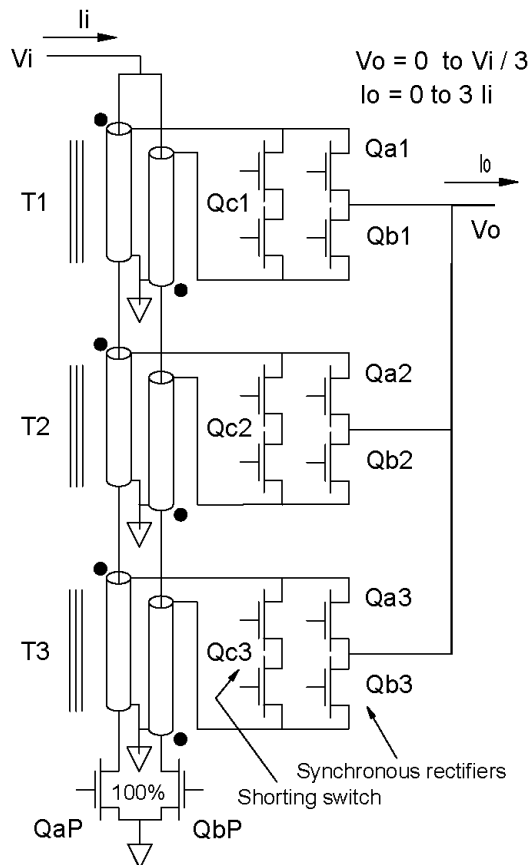 Ii
Vi
Vo = 0 to Vi / 3
Io = 0 to 3 Ii
T1
Qc1
Qa1
Qb1
Io
Vo
T2
Qc2
Qa2
Qb2
T3
Qc3
Qa3
Qb3
100%
QaP
QbP
Synchronous rectifiers
Shorting switch